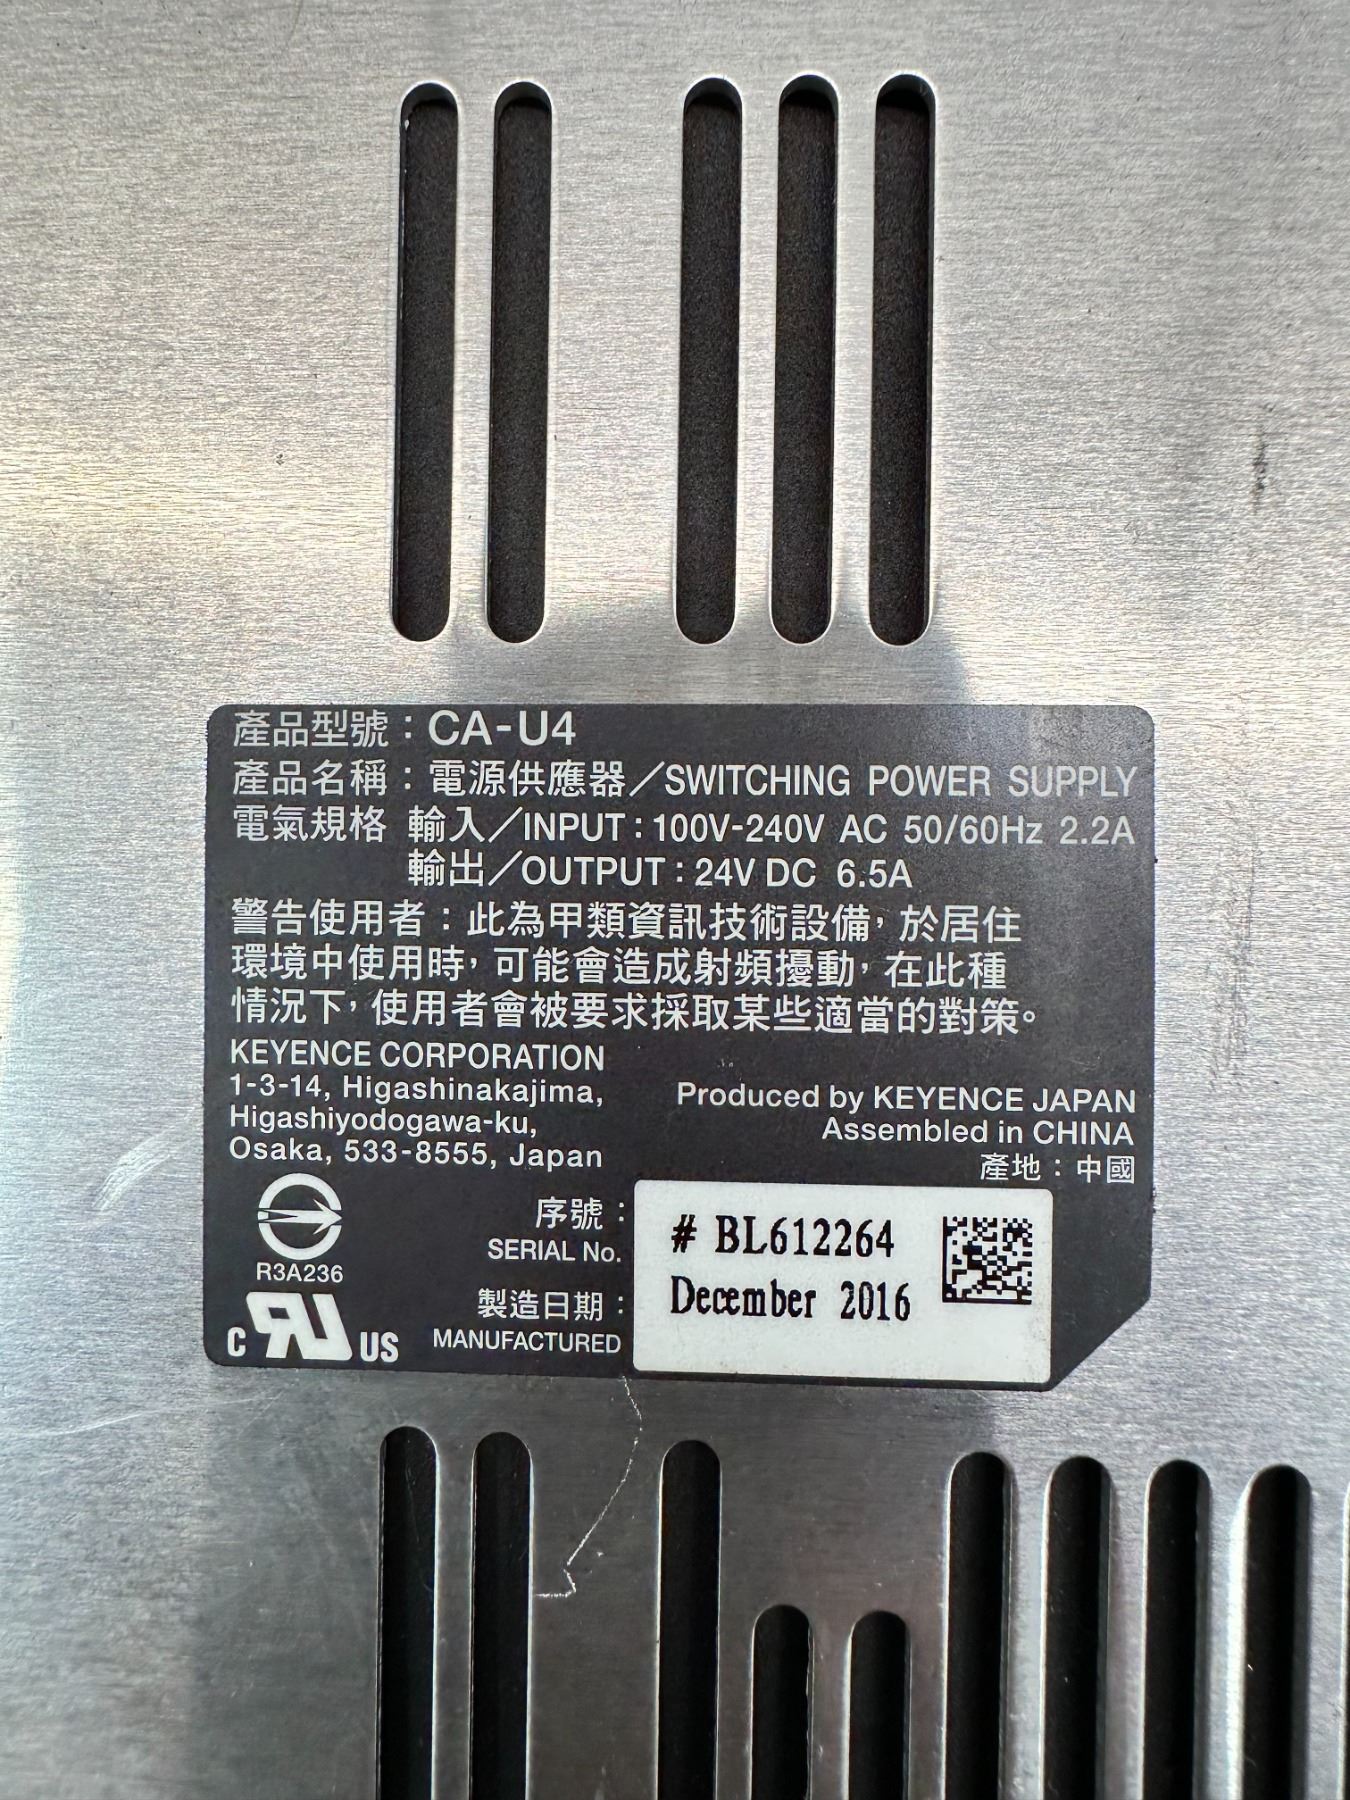 產品型號：CA-U4
產品名稱：電源供應器／SWITCHING POWER SUPPLY
電氣規格 輸入／INPUT：100V-240V AC 50/60Hz 2.2A
輸出／OUTPUT：24V DC 6.5A
警告使用者：此為甲類資訊技術設備，於居住
環境中使用時，可能會造成射頻擾動，在此種
情況下，使用者會被要求採取某些適當的對策。
KEYENCE CORPORATION
1-3-14, Higashinakajima,
Higashiyodogawa-ku,
Osaka, 533-8555, Japan
Produced by KEYENCE JAPAN
Assembled in CHINA
產地：中國
R3A236
C RU US
序號：
SERIAL No.
# BL612264
製造日期：
MANUFACTURED
December 2016